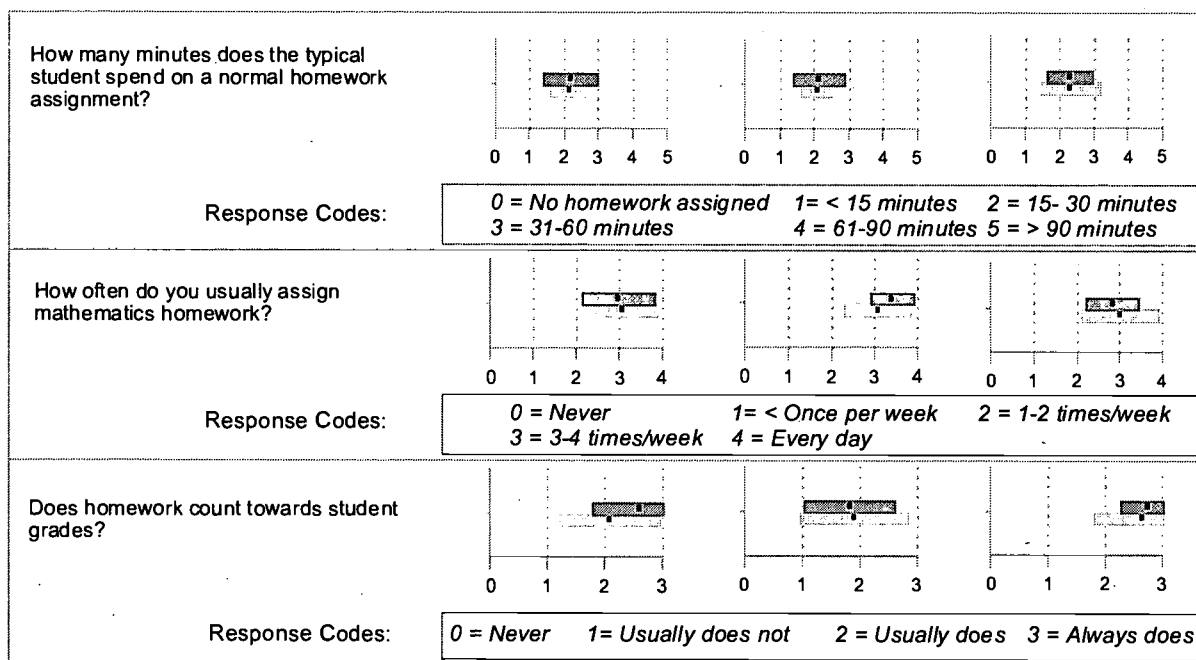 How many minutes does the typical
student spend on a normal homework
assignment?
0 1 2 3 4 5 0 1 2 3 4 5 0 1 2 3 4 5
Response Codes:
0 = No homework assigned 1= < 15 minutes 2 = 15- 30 minutes
3 = 31-60 minutes 4 = 61-90 minutes 5 = > 90 minutes
How often do you usually assign
mathematics homework?
0 1 2 3 4 0 1 2 3 4 0 1 2 3 4
Response Codes:
0 = Never 1= < Once per week 2 = 1-2 times/week
3 = 3-4 times/week 4 = Every day
Does homework count towards student
grades?
0 1 2 3 0 1 2 3 0 1 2 3
Response Codes:
0 = Never 1= Usually does not 2 = Usually does 3 = Always does